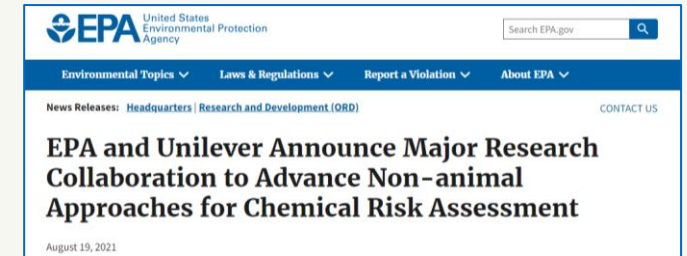 EPA
United States
Environmental Protection
Agency
Search EPA.gov
Environmental Topics
Laws & Regulations
Report a Violation
About EPA
News Releases: Headquarters | Research and Development (ORD)
CONTACT US
EPA and Unilever Announce Major Research
Collaboration to Advance Non-animal
Approaches for Chemical Risk Assessment
August 19, 2021